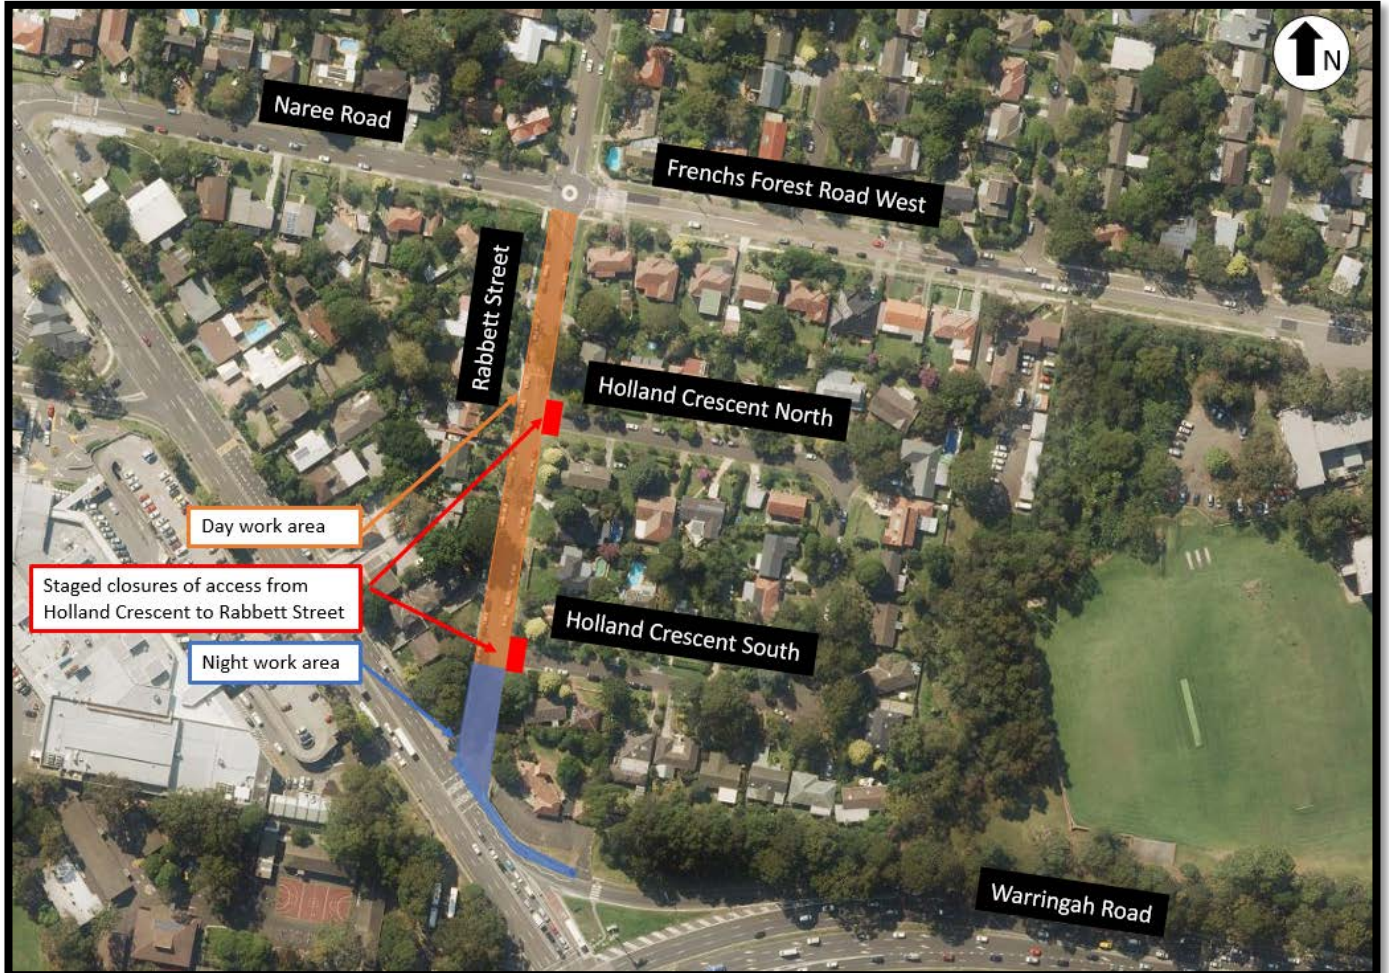 N
Naree Road
Frenchs Forest Road West
Rabbett Street
Holland Crescent North
Day work area
Staged closures of access from
Holland Crescent to Rabbett Street
Holland Crescent South
Night work area
Warringah Road